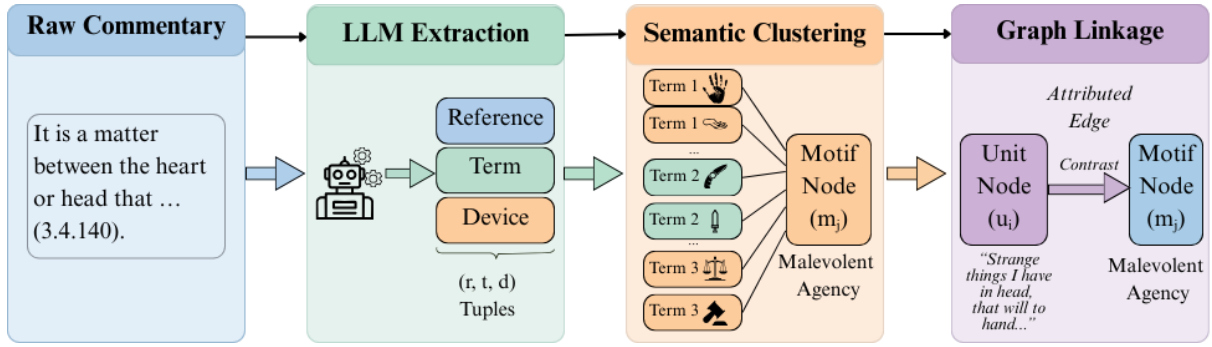 Raw Commentary
It is a matter
between the heart
or head that ...
(3.4.140).
LLM Extraction
Reference
Term
Device
(r, t, d)
Tuples
Semantic Clustering
Term 1
Term 1
...
Term 2
Term 2
...
Term 3
Term 3
Motif
Node
(mj)
Malevolent
Agency
Graph Linkage
Attributed
Edge
Unit
Node
(ui)
Contrast
Motif
Node
(mj)
“Strange
things I have
in head,
that will to
hand...”
Malevolent
Agency